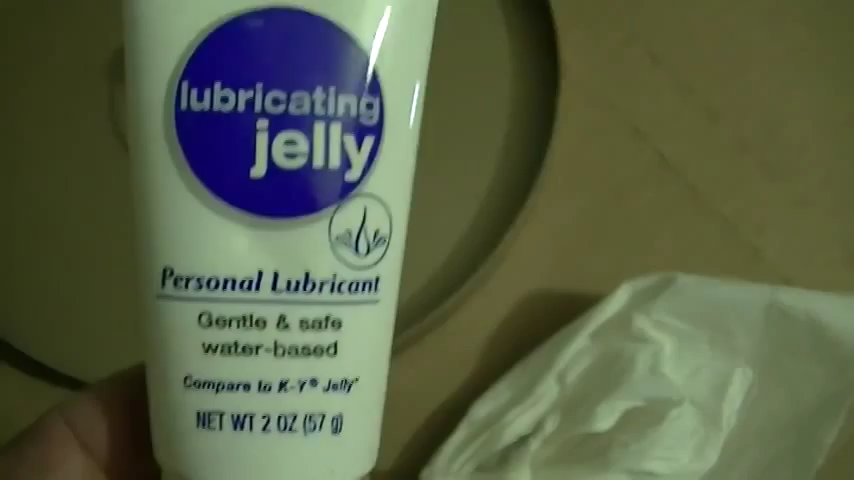 lubricating
jelly
Personal Lubricant
Gentle & safe
water-based
Compare to K-Y® Jelly*
NET WT 2 OZ (57 g)